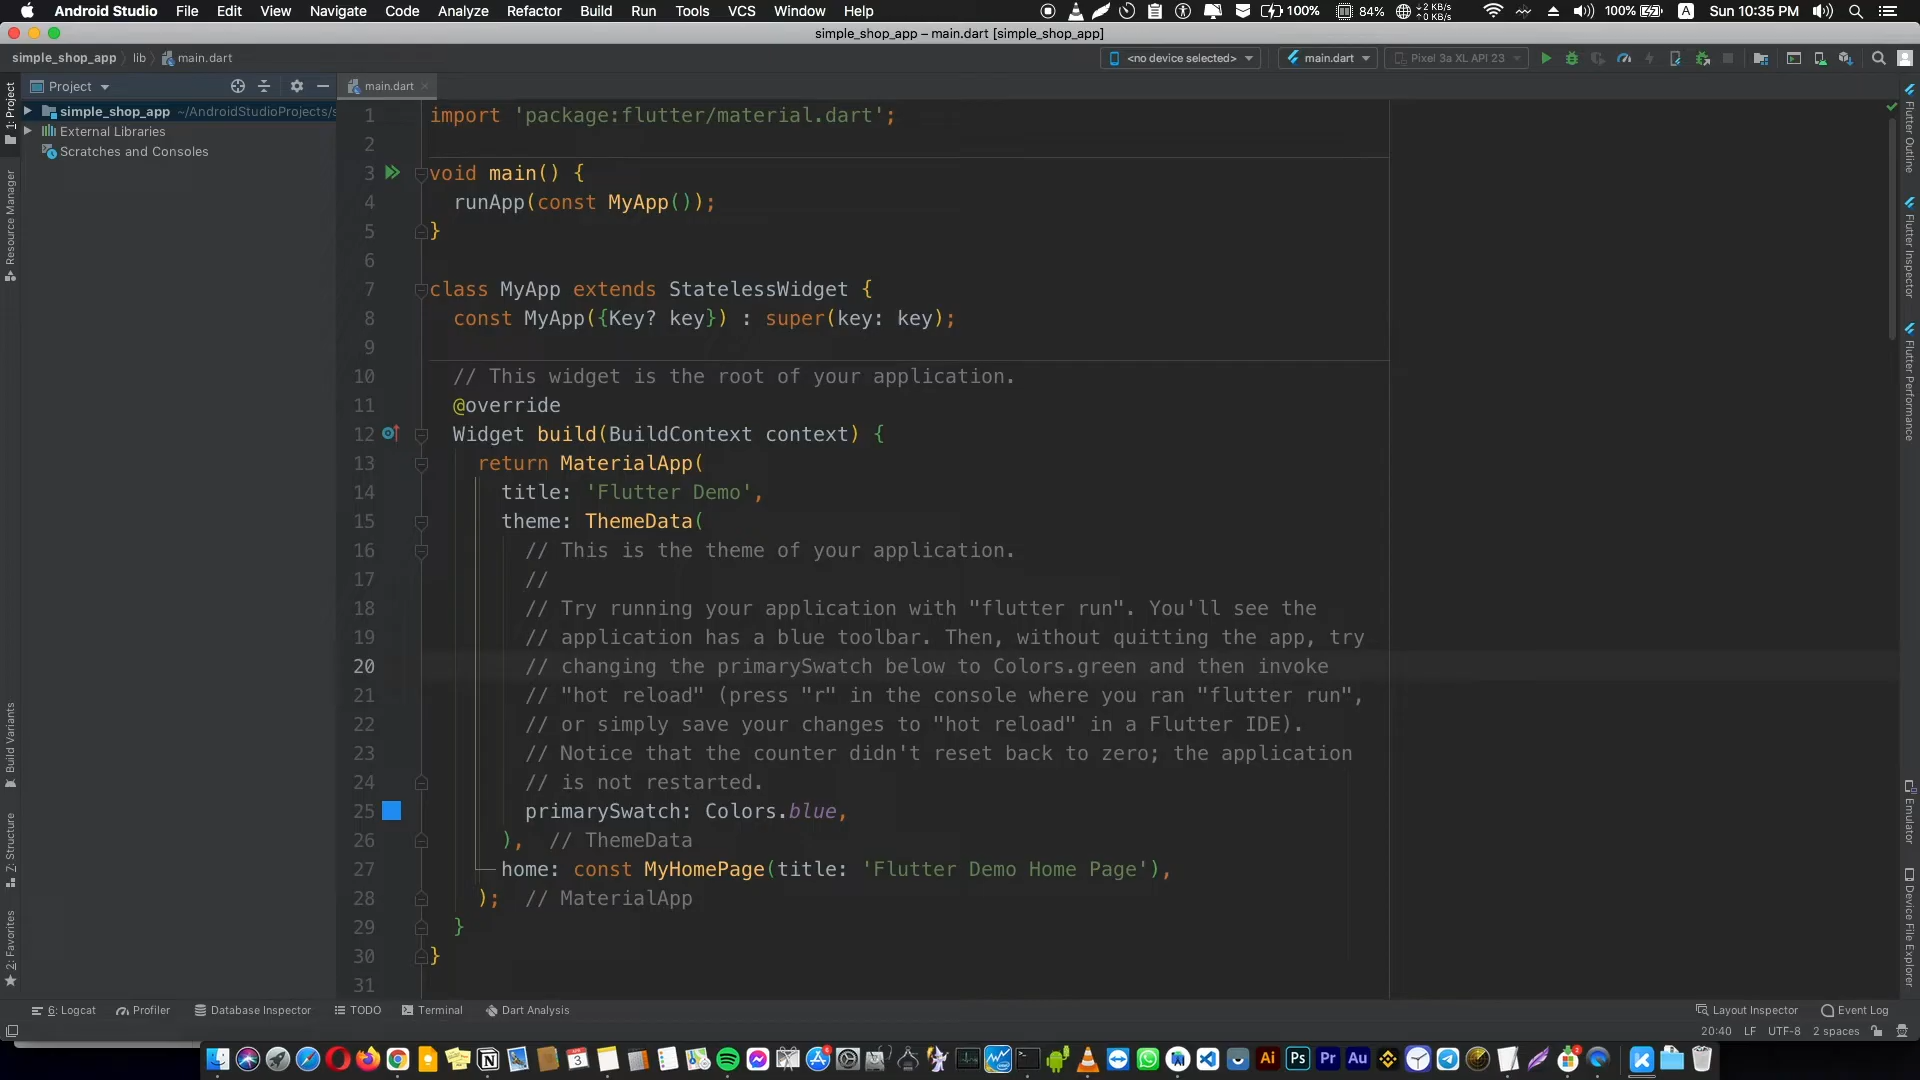 Android Studio File Edit View Navigate Code Analyze Refactor Build Run Tools VCS Window Help 100% 84% 2 KB/s 0 KB/s 100% A Sun 10:35 PM
simple_shop_app – main.dart [simple_shop_app]
simple_shop_app lib main.dart <no device selected> main.dart Pixel 3a XL API 23
Project main.dart
simple_shop_app ~/AndroidStudioProjects/s
External Libraries
Scratches and Consoles
1: Project
Resource Manager
Build Variants
7: Structure
2: Favorites
1 import 'package:flutter/material.dart';
2
3 void main() {
4 runApp(const MyApp());
5 }
6
7 class MyApp extends StatelessWidget {
8 const MyApp({Key? key}) : super(key: key);
9
10 // This widget is the root of your application.
11 @override
12 Widget build(BuildContext context) {
13 return MaterialApp(
14 title: 'Flutter Demo',
15 theme: ThemeData(
16 // This is the theme of your application.
17 //
18 // Try running your application with "flutter run". You'll see the
19 // application has a blue toolbar. Then, without quitting the app, try
20 // changing the primarySwatch below to Colors.green and then invoke
21 // "hot reload" (press "r" in the console where you ran "flutter run",
22 // or simply save your changes to "hot reload" in a Flutter IDE).
23 // Notice that the counter didn't reset back to zero; the application
24 // is not restarted.
25 primarySwatch: Colors.blue,
26 ), // ThemeData
27 home: const MyHomePage(title: 'Flutter Demo Home Page'),
28 ); // MaterialApp
29 }
30 }
31
Flutter Outline
Flutter Inspector
Flutter Performance
Emulator
Device File Explorer
6: Logcat Profiler Database Inspector TODO Terminal Dart Analysis Layout Inspector Event Log
20:40 LF UTF-8 2 spaces
3 Ai Ps Pr Au